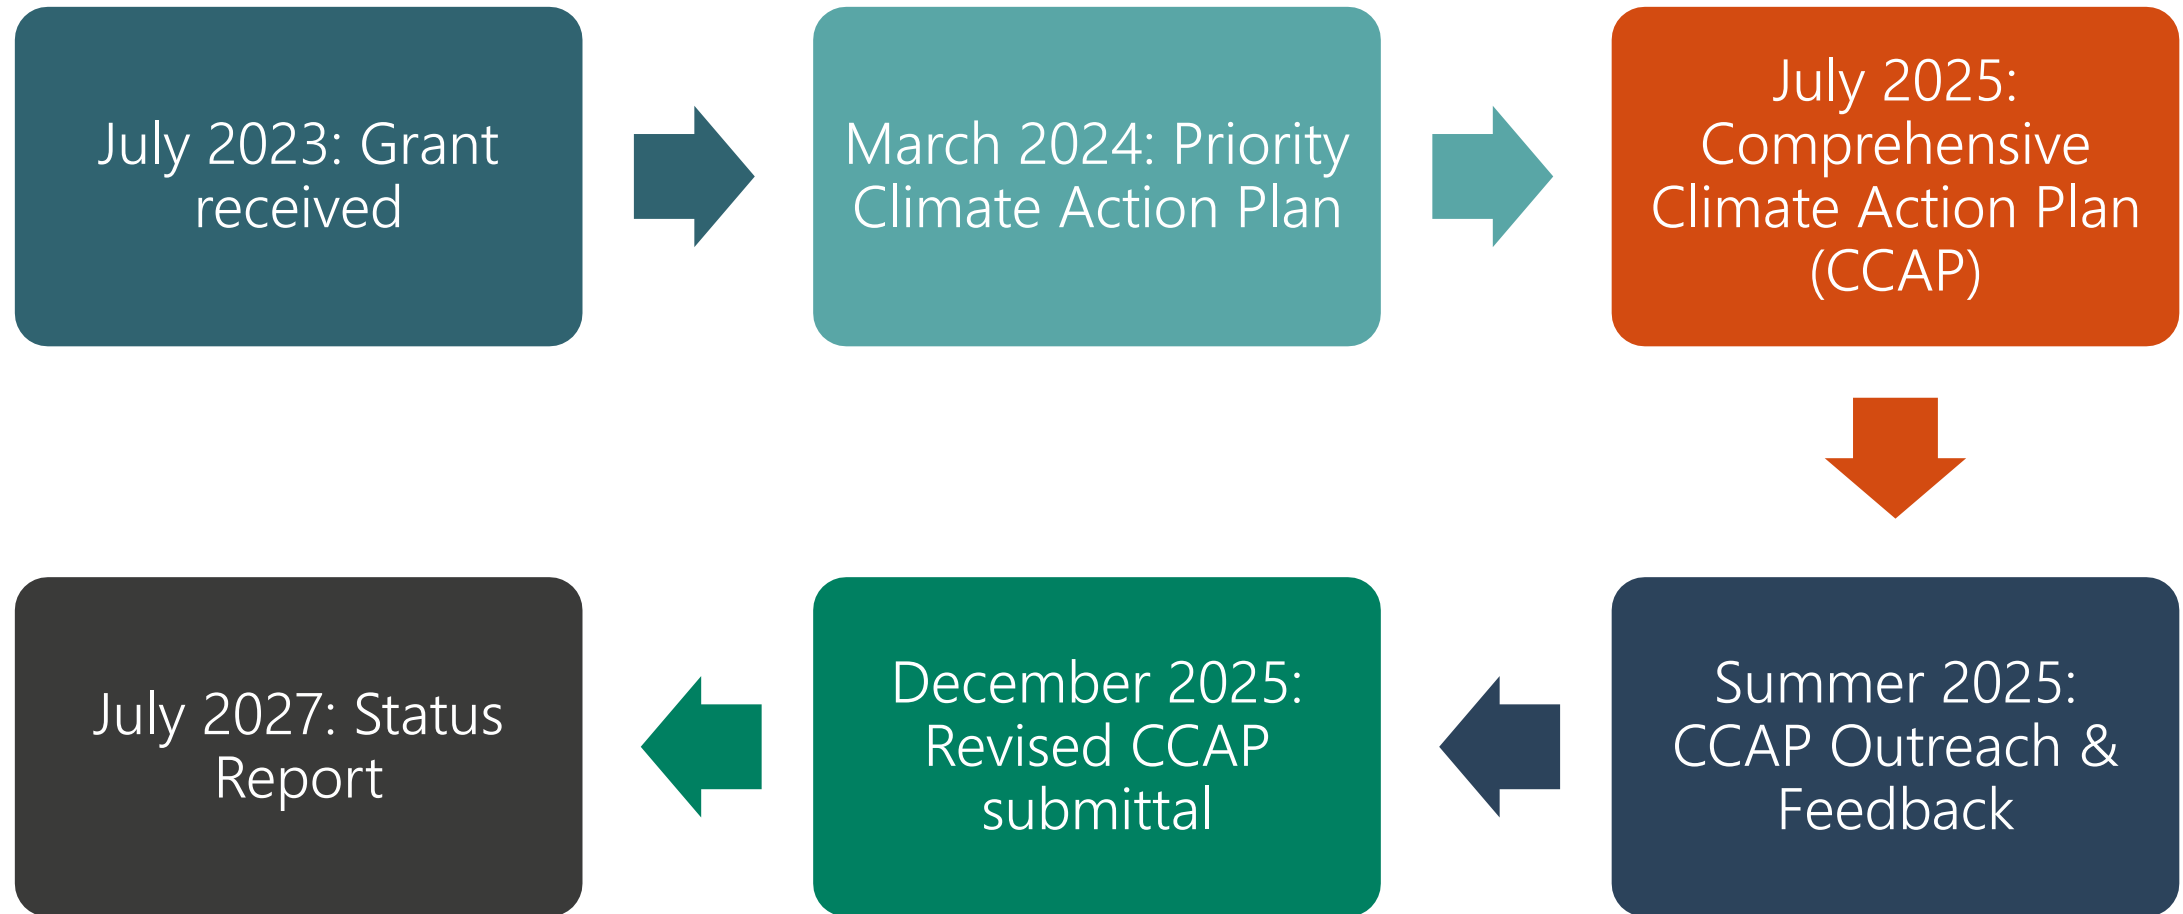 July 2023: Grant
received
March 2024: Priority
Climate Action Plan
July 2025:
Comprehensive
Climate Action Plan
(CCAP)
Summer 2025:
CCAP Outreach &
Feedback
December 2025:
Revised CCAP
submittal
July 2027: Status
Report